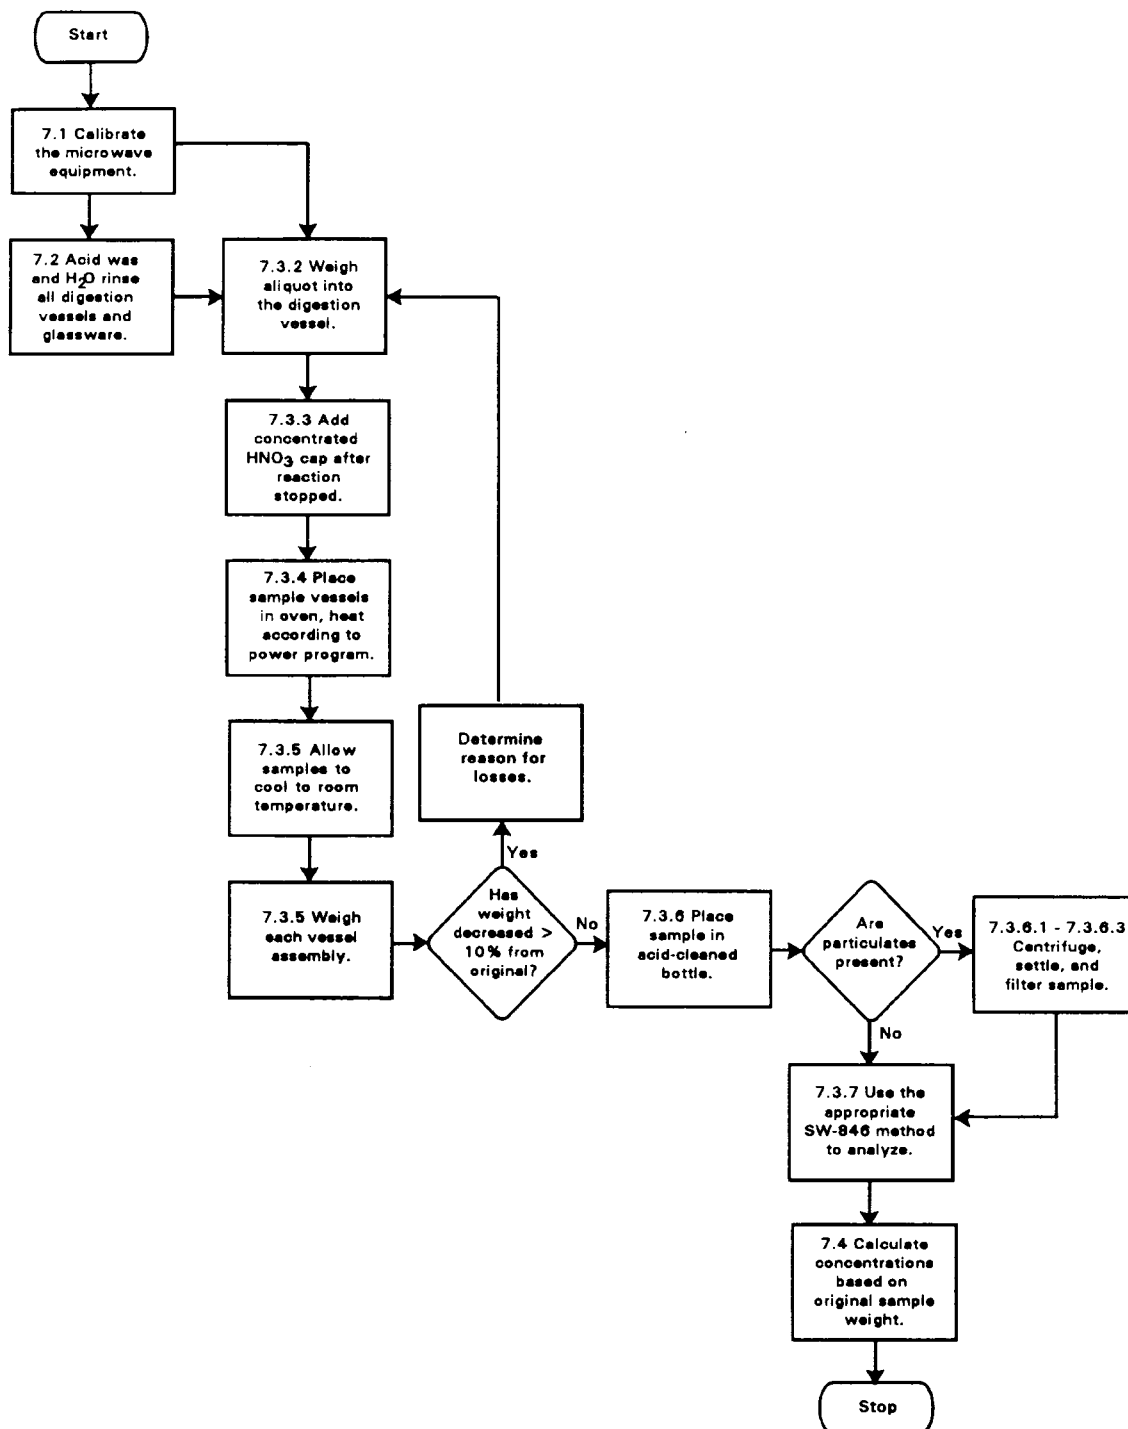 Start
7.1 Calibrate
the microwave
equipment.
7.2 Acid was
and H2O rinse
all digestion
vessels and
glassware.
7.3.2 Weigh
aliquot into
the digestion
vessel.
7.3.3 Add
concentrated
HNO3 cap after
reaction
stopped.
7.3.4 Place
sample vessels
in oven, heat
according to
power program.
7.3.5 Allow
samples to
cool to room
temperature.
7.3.5 Weigh
each vessel
assembly.
Has
weight
decreased >
10% from
original?
Yes
Determine
reason for
losses.
No
7.3.6 Place
sample in
acid-cleaned
bottle.
Are
particulates
present?
Yes
7.3.6.1 - 7.3.6.3
Centrifuge,
settle, and
filter sample.
No
7.3.7 Use the
appropriate
SW-846 method
to analyze.
7.4 Calculate
concentrations
based on
original sample
weight.
Stop